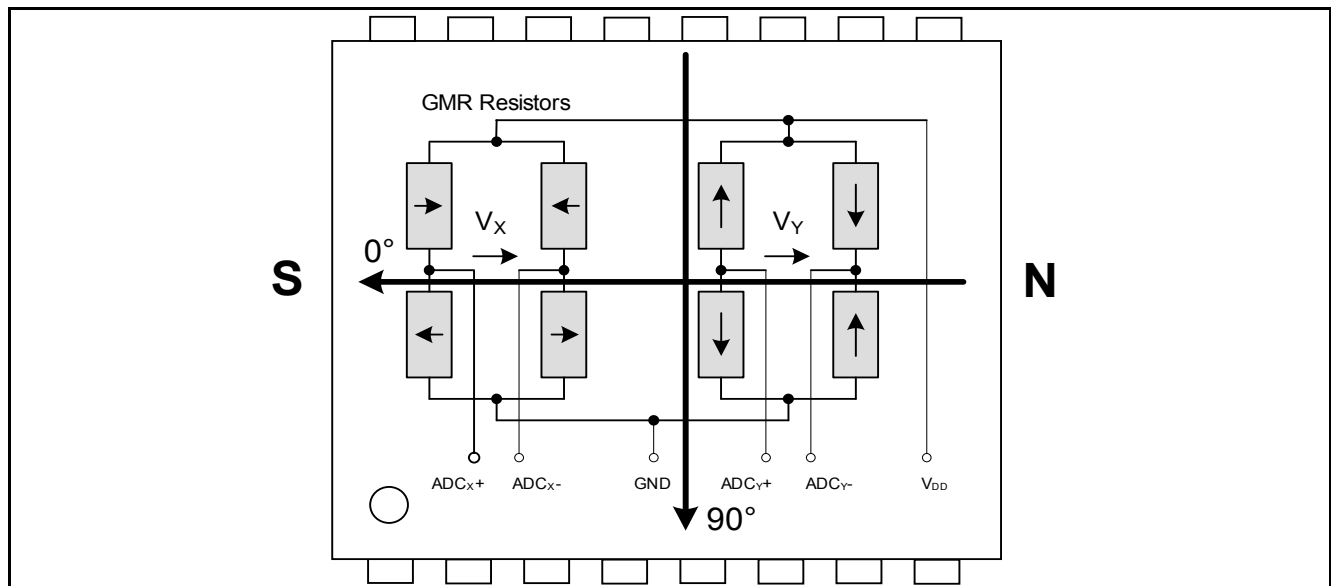 GMR Resistors
V_X
V_Y
0°
S
N
ADC_X+
ADC_X-
GND
ADC_Y+
ADC_Y-
V_DD
90°